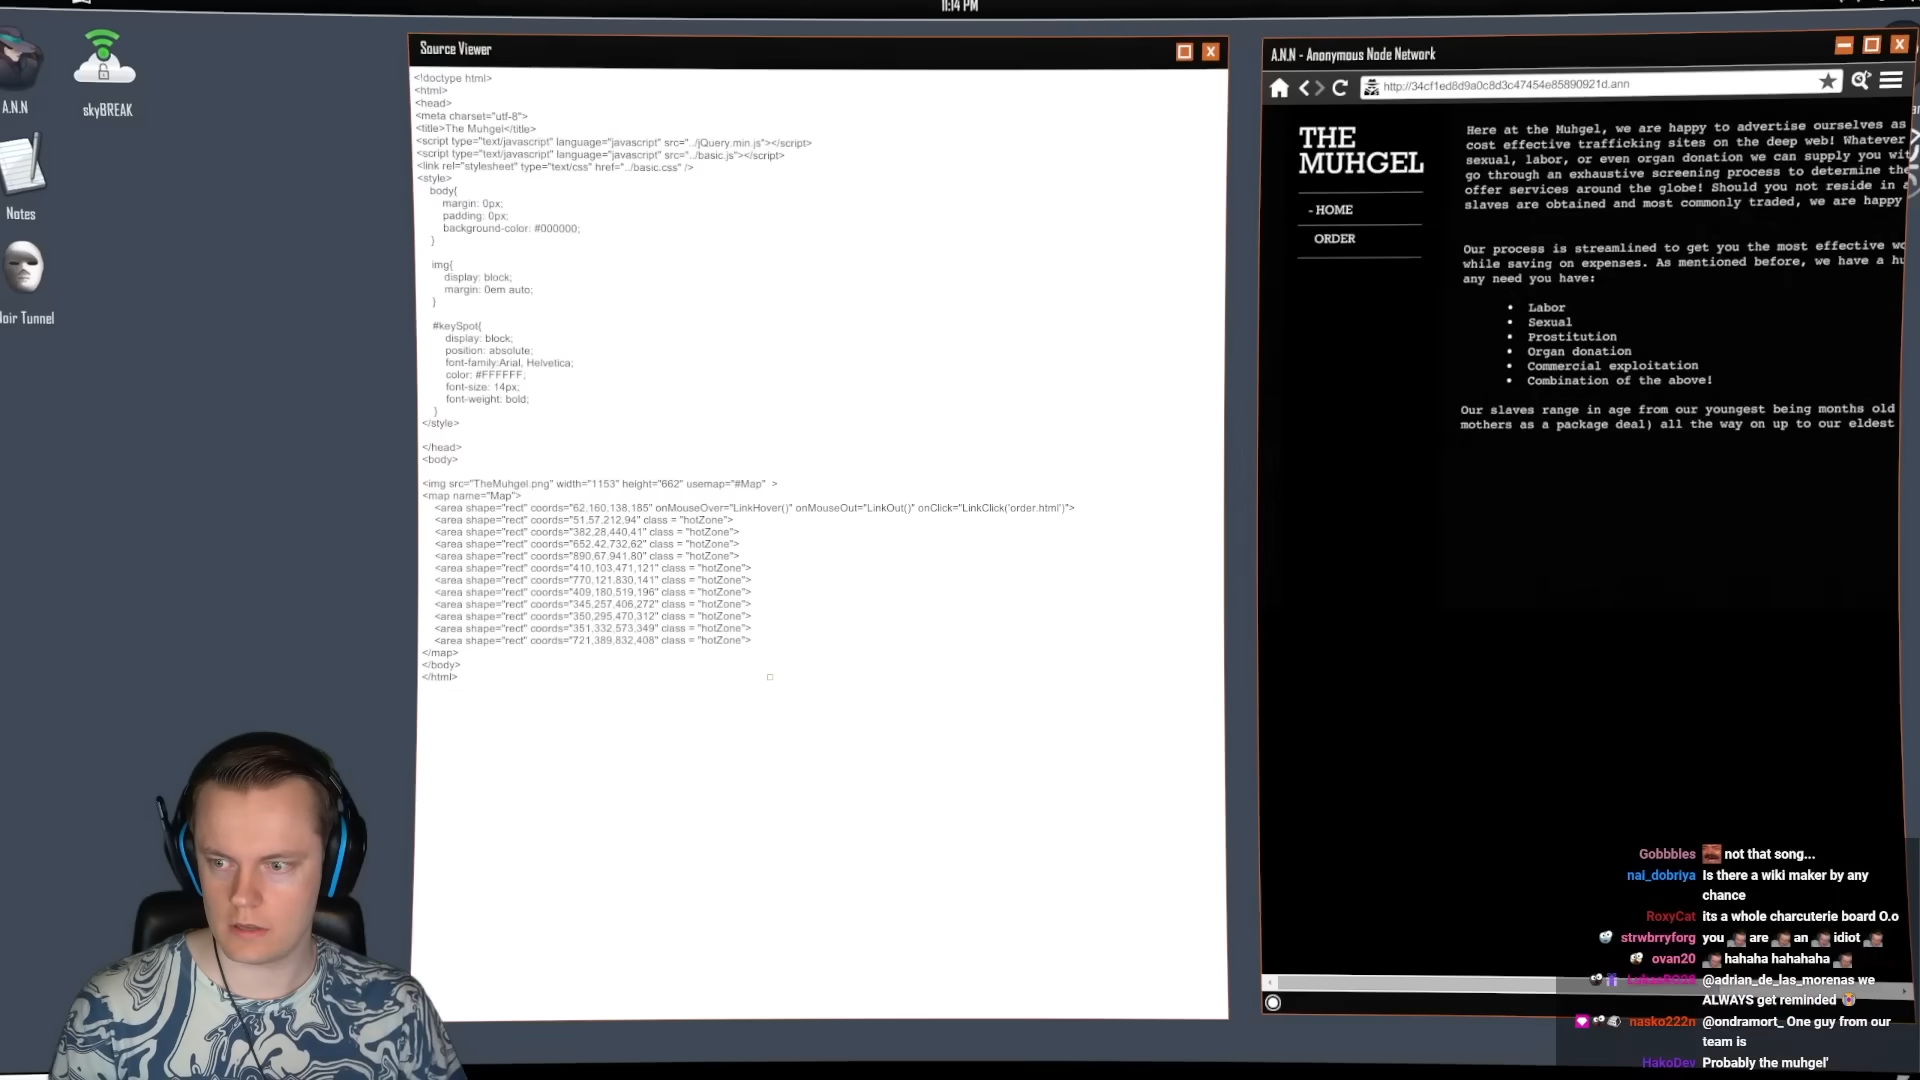 11:14 PM
A.N.N
skyBREAK
Notes
Noir Tunnel
Source Viewer
<!doctype html>
<html>
<head>
<meta charset="utf-8">
<title>The Muhgel</title>
<script type="text/javascript" language="javascript" src="../jQuery.min.js"></script>
<script type="text/javascript" language="javascript" src="../basic.js"></script>
<link rel="stylesheet" type="text/css" href="../basic.css" />
<style>
body{
margin: 0px;
padding: 0px;
background-color: #000000;
}
img{
display: block;
margin: 0em auto;
}
#keySpot{
display: block;
position: absolute;
font-family:Arial, Helvetica;
color: #FFFFFF;
font-size: 14px;
font-weight: bold;
}
</style>
</head>
<body>
<img src="TheMuhgel.png" width="1153" height="662" usemap="#Map" >
<map name="Map">
<area shape="rect" coords="62,160,138,185" onMouseOver="LinkHover()" onMouseOut="LinkOut()" onClick="LinkClick('order.html')">
<area shape="rect" coords="51,57,212,94" class = "hotZone">
<area shape="rect" coords="382,28,440,41" class = "hotZone">
<area shape="rect" coords="652,42,732,62" class = "hotZone">
<area shape="rect" coords="890,67,941,80" class = "hotZone">
<area shape="rect" coords="410,103,471,121" class = "hotZone">
<area shape="rect" coords="770,121,830,141" class = "hotZone">
<area shape="rect" coords="409,180,519,196" class = "hotZone">
<area shape="rect" coords="345,257,406,272" class = "hotZone">
<area shape="rect" coords="350,295,470,312" class = "hotZone">
<area shape="rect" coords="351,332,573,349" class = "hotZone">
<area shape="rect" coords="721,389,832,408" class = "hotZone">
</map>
</body>
</html>
A.N.N - Anonymous Node Network
http://34cf1ed8d9a0c8d3c47454e85890921d.ann
THE
MUHGEL
- HOME
ORDER
Here at the Muhgel, we are happy to advertise ourselves as
cost effective trafficking sites on the deep web! Whatever
sexual, labor, or even organ donation we can supply you wit
go through an exhaustive screening process to determine the
offer services around the globe! Should you not reside in a
slaves are obtained and most commonly traded, we are happy
Our process is streamlined to get you the most effective wo
while saving on expenses. As mentioned before, we have a hu
any need you have:
• Labor
• Sexual
• Prostitution
• Organ donation
• Commercial exploitation
• Combination of the above!
Our slaves range in age from our youngest being months old
mothers as a package deal) all the way on up to our eldest
Gobbbles not that song...
nai_dobriya Is there a wiki maker by any
chance
RoxyCat its a whole charcuterie board O.o
strwbrryforg you are an idiot
ovan20 hahaha hahahaha
@adrian_de_las_morenas we
ALWAYS get reminded
nasko222n @ondramort_ One guy from our
team is
HakoDev Probably the muhgel'